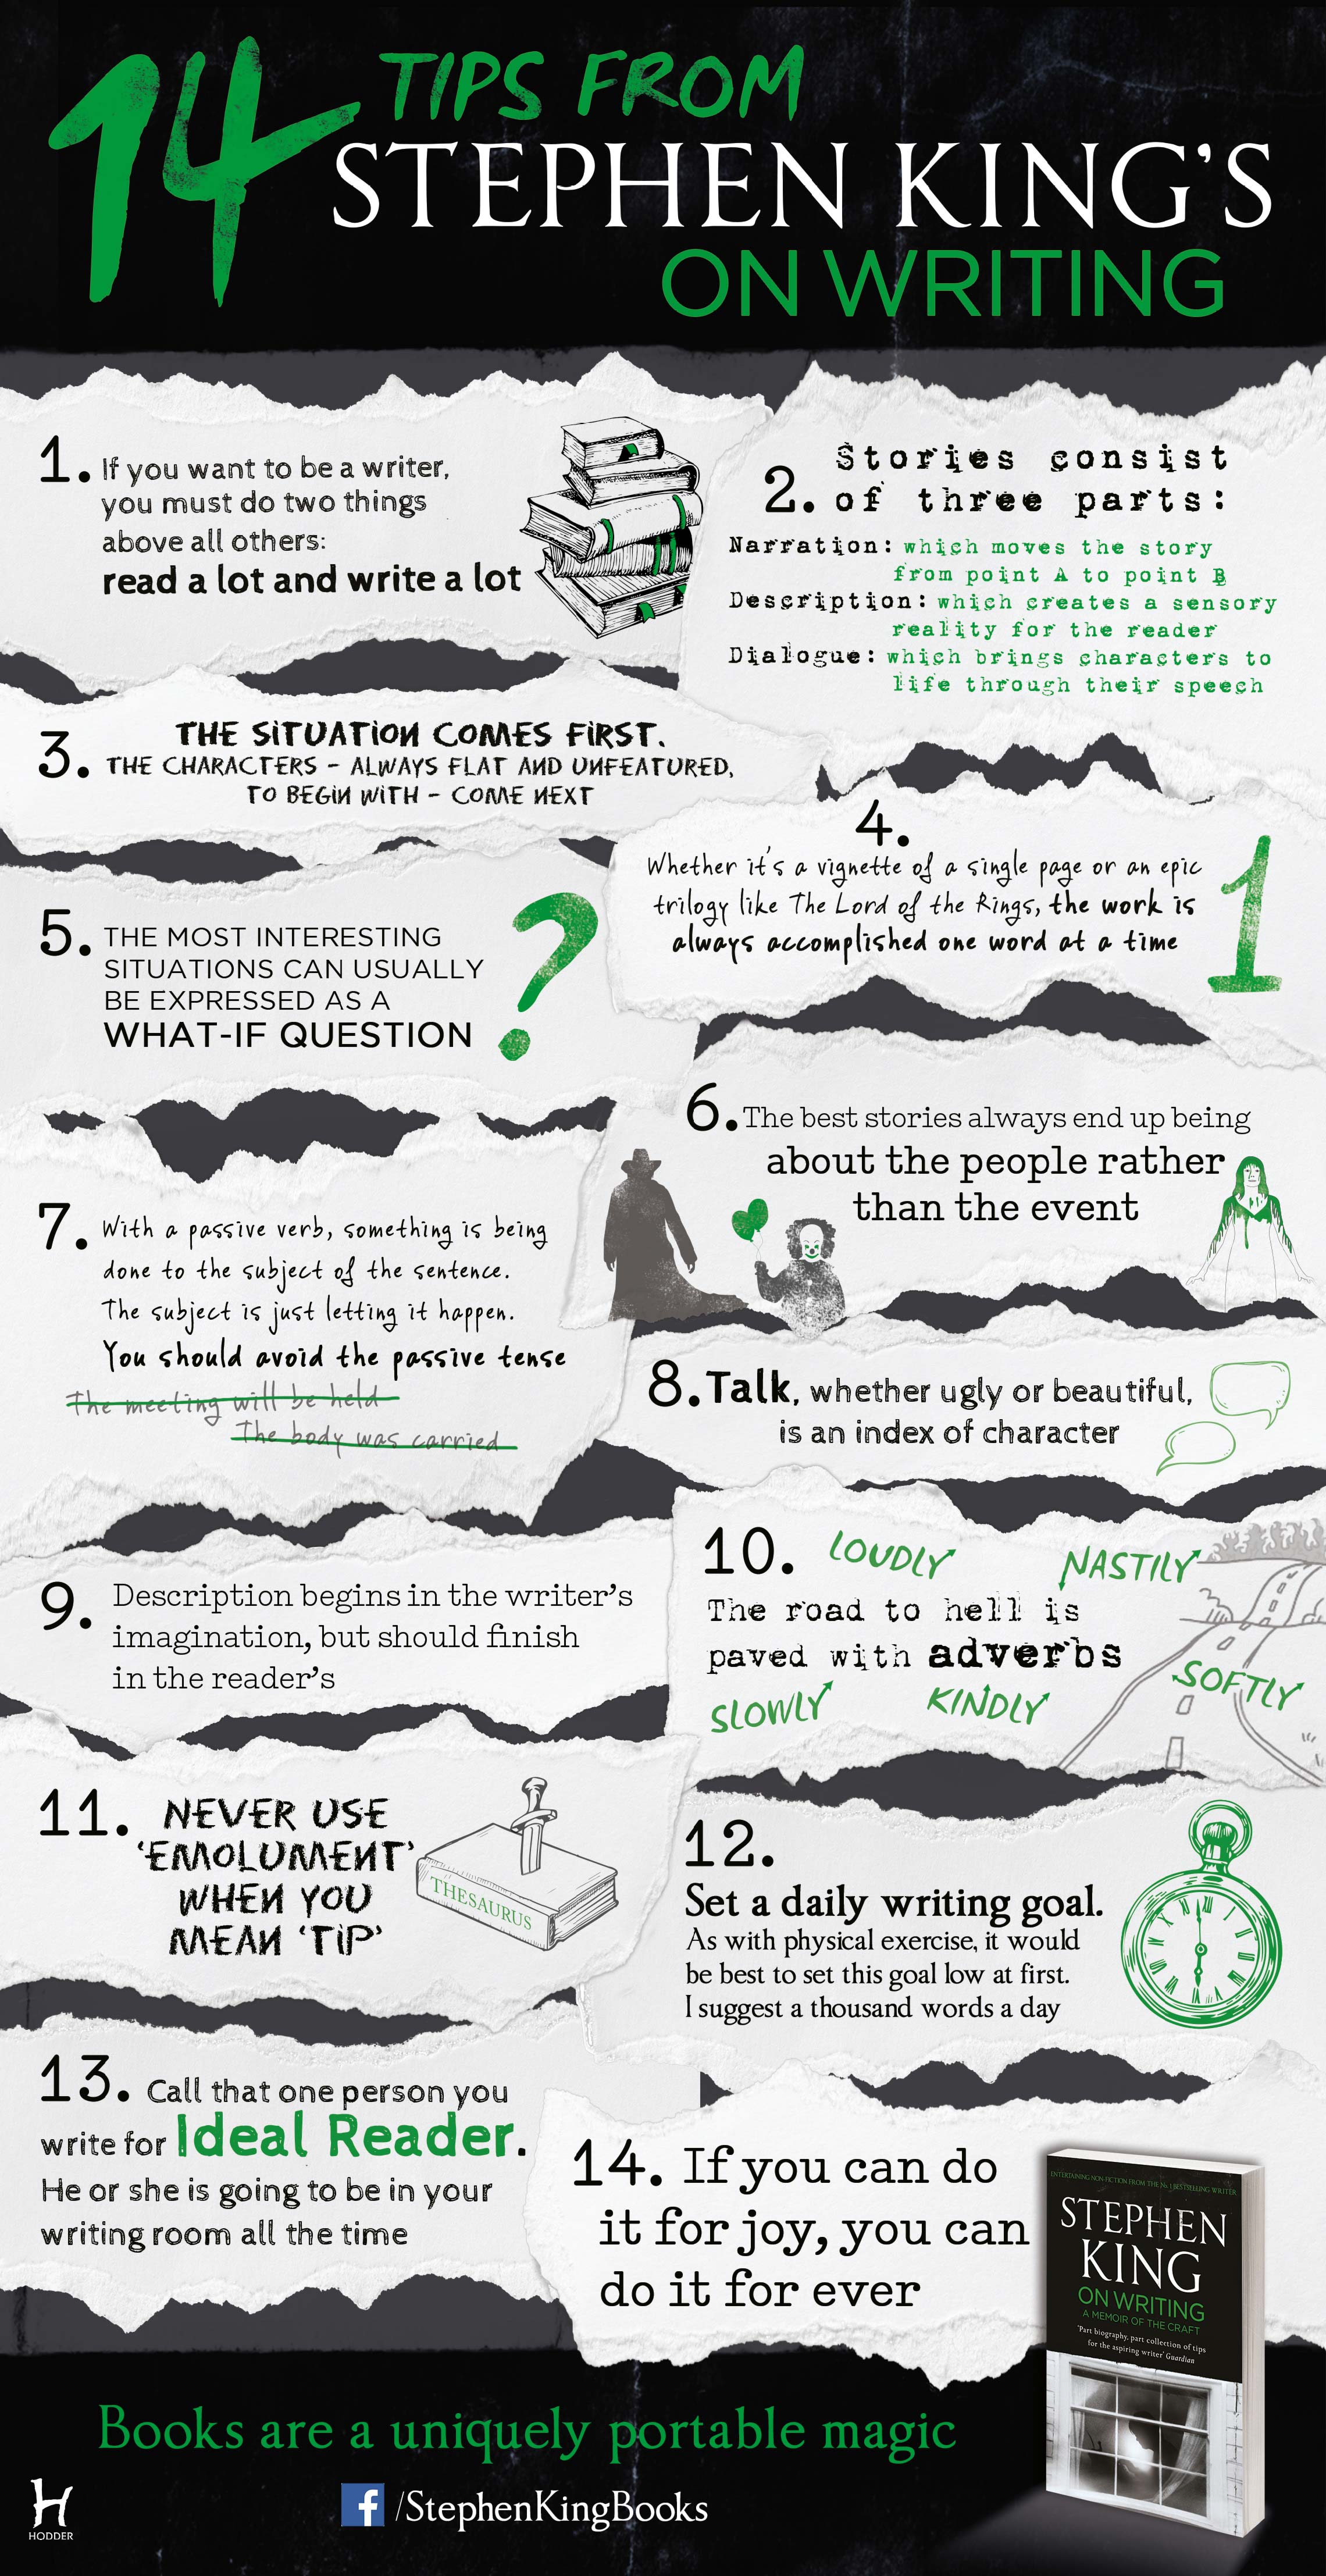 14 TIPS FROM
STEPHEN KING'S
ON WRITING
1. If you want to be a writer,
you must do two things
above all others:
read a lot and write a lot
2. Stories consist
of three parts:
Narration: which moves the story
from point A to point B
Description: which creates a sensory
reality for the reader
Dialogue: which brings characters to
life through their speech
3. THE SITUATION COMES FIRST.
THE CHARACTERS – ALWAYS FLAT AND UNFEATURED,
TO BEGIN WITH – COME NEXT
4.
Whether it's a vignette of a single page or an epic
trilogy like The Lord of the Rings, the work is
always accomplished one word at a time
1
5. THE MOST INTERESTING
SITUATIONS CAN USUALLY
BE EXPRESSED AS A
WHAT-IF QUESTION
?
6. The best stories always end up being
about the people rather
than the event
7. With a passive verb, something is being
done to the subject of the sentence.
The subject is just letting it happen.
You should avoid the passive tense
The meeting will be held
The body was carried
8. Talk, whether ugly or beautiful,
is an index of character
9. Description begins in the writer's
imagination, but should finish
in the reader's
10. LOUDLY NASTILY
The road to hell is
paved with adverbs
SLOWLY KINDLY SOFTLY
11. NEVER USE
'EMOLUMENT'
WHEN YOU
MEAN 'TIP'
THESAURUS
12.
Set a daily writing goal.
As with physical exercise, it would
be best to set this goal low at first.
I suggest a thousand words a day
13. Call that one person you
write for Ideal Reader.
He or she is going to be in your
writing room all the time
14. If you can do
it for joy, you can
do it for ever
ENTERTAINING NON-FICTION FROM THE No. 1 BESTSELLING WRITER
STEPHEN
KING
ON WRITING
A MEMOIR OF THE CRAFT
'Part biography, part collection of tips
for the aspiring writer' Guardian
Books are a uniquely portable magic
H
HODDER
f /StephenKingBooks